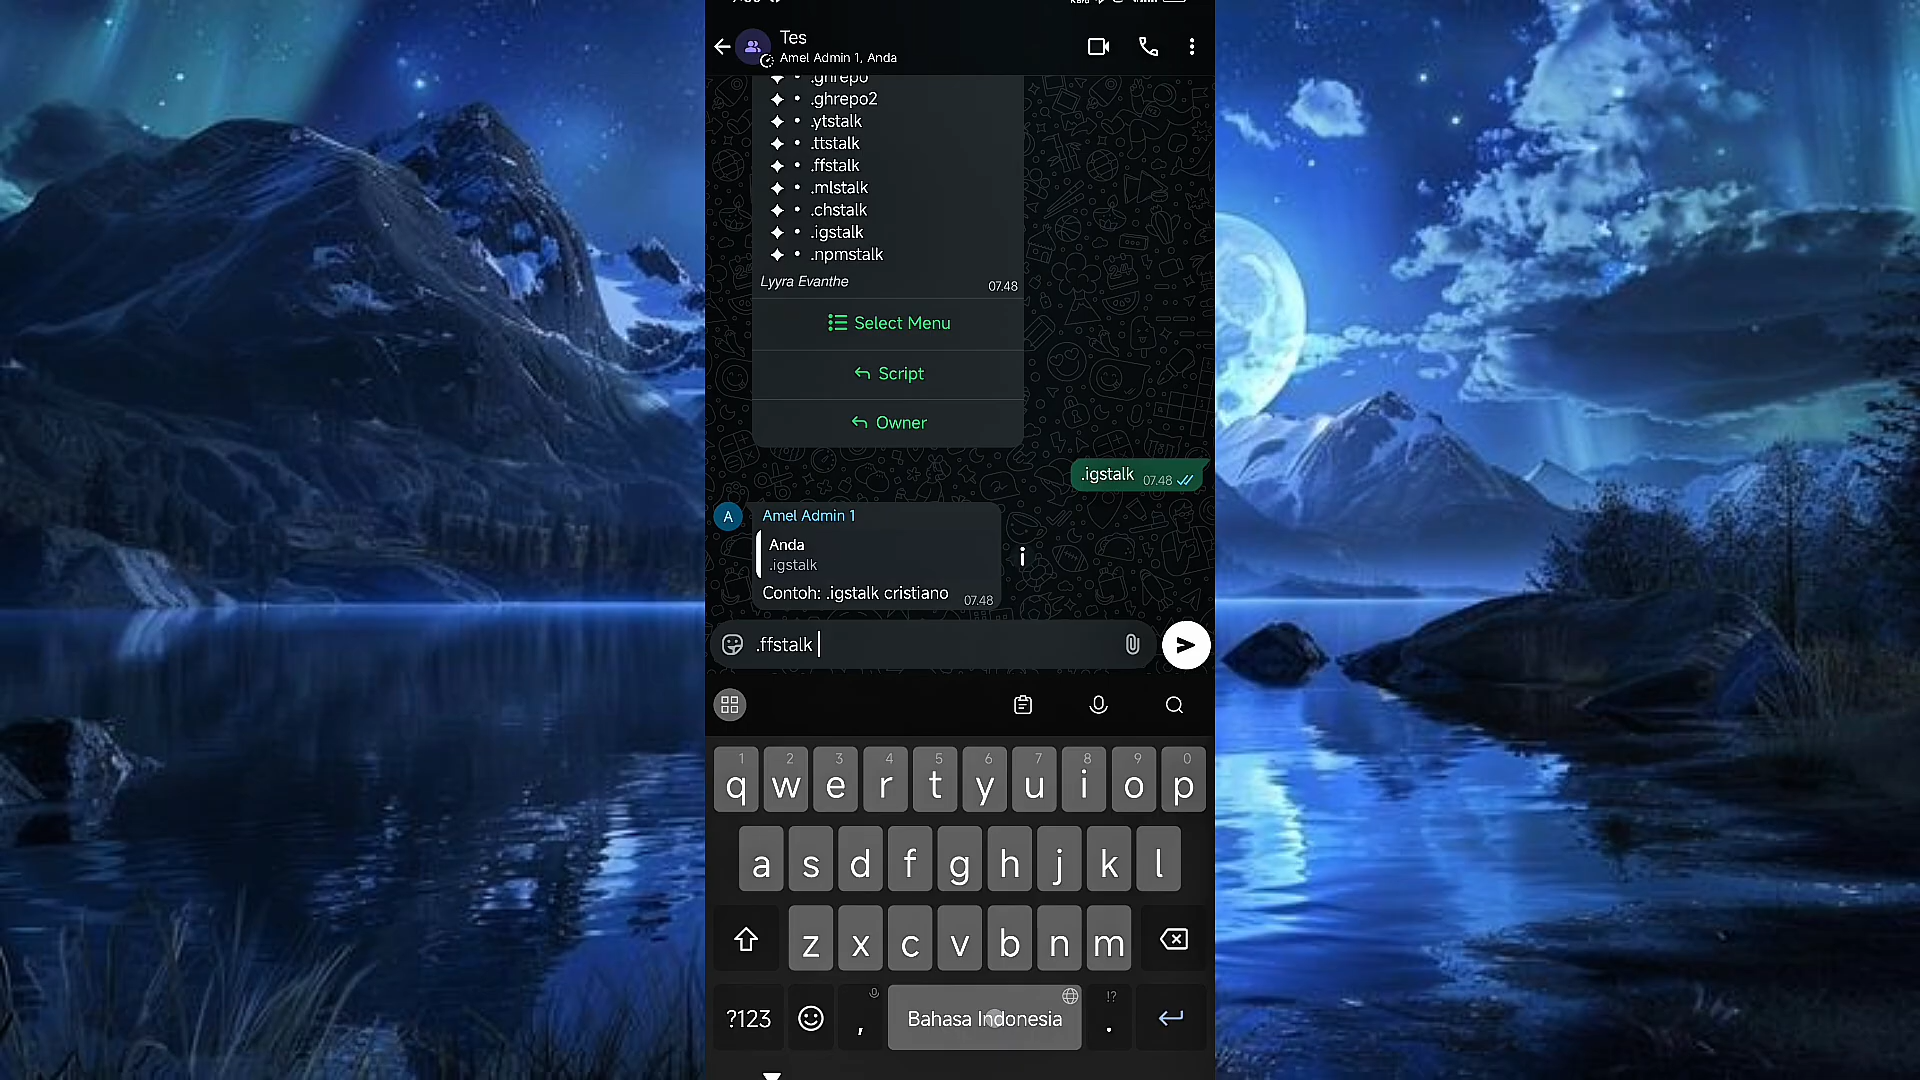 Tes
Amel Admin 1, Anda
✦ • .ghrepo
✦ • .ghrepo2
✦ • .ytstalk
✦ • .ttstalk
✦ • .ffstalk
✦ • .mlstalk
✦ • .chstalk
✦ • .igstalk
✦ • .npmstalk
Lyyra Evanthe
07.48
Select Menu
Script
Owner
.igstalk 07.48
A
Amel Admin 1
Anda
.igstalk
Contoh: .igstalk cristiano 07.48
.ffstalk
1 2 3 4 5 6 7 8 9 0
q w e r t y u i o p
a s d f g h j k l
z x c v b n m
!?
?123 , Bahasa Indonesia .